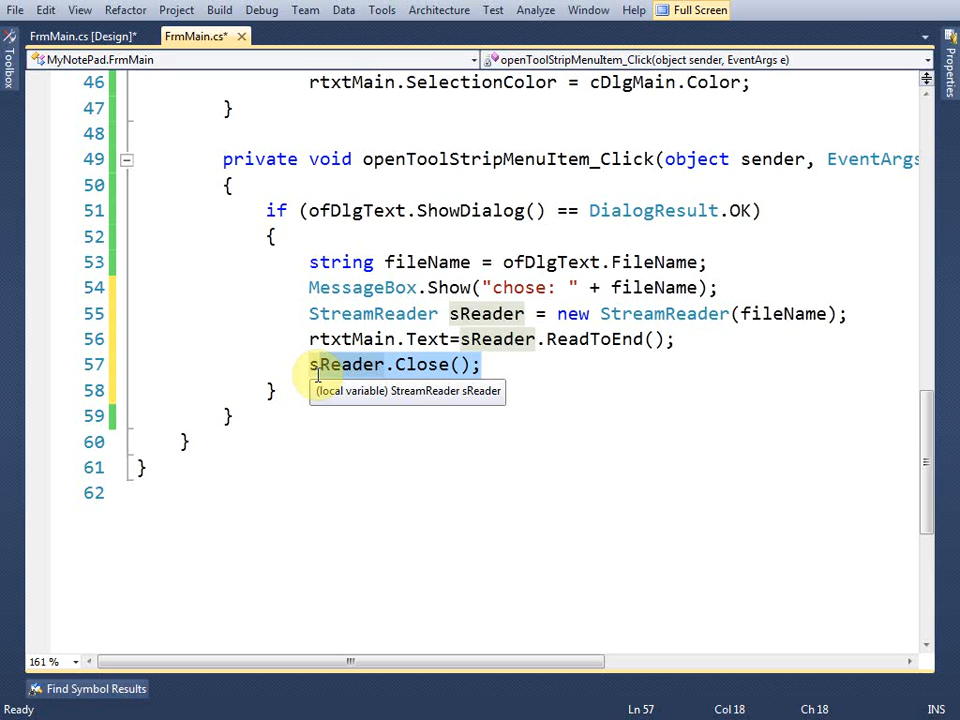 File Edit View Refactor Project Build Debug Team Data Tools Architecture Test Analyze Window Help Full Screen
FrmMain.cs [Design]* FrmMain.cs*
MyNotePad.FrmMain openToolStripMenuItem_Click(object sender, EventArgs e)
Toolbox
Properties
46 rtxtMain.SelectionColor = cDlgMain.Color;
47 }
48
49 private void openToolStripMenuItem_Click(object sender, EventArgs
50 {
51 if (ofDlgText.ShowDialog() == DialogResult.OK)
52 {
53 string fileName = ofDlgText.FileName;
54 MessageBox.Show("chose: " + fileName);
55 StreamReader sReader = new StreamReader(fileName);
56 rtxtMain.Text=sReader.ReadToEnd();
57 sReader.Close();
(local variable) StreamReader sReader
58 }
59 }
60 }
61 }
62
161 %
Find Symbol Results
Ready Ln 57 Col 18 Ch 18 INS